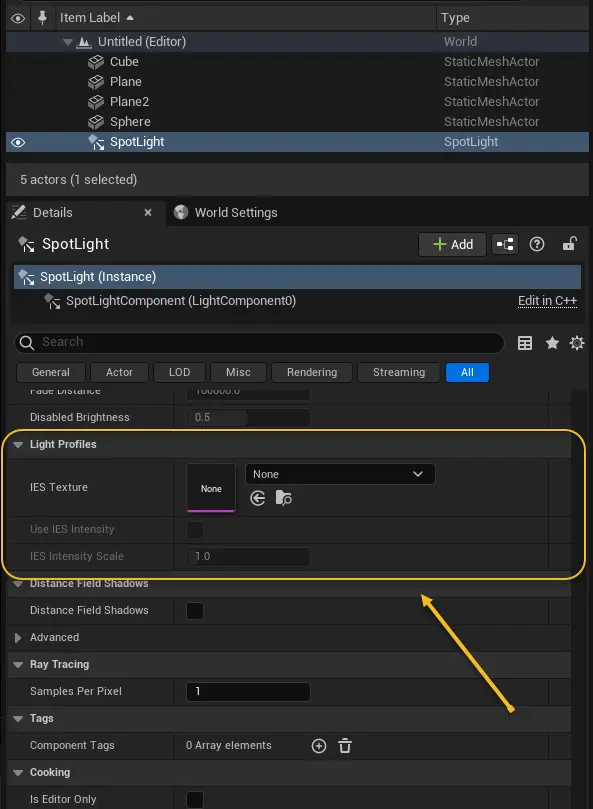 Item Label Type
Untitled (Editor) World
Cube StaticMeshActor
Plane StaticMeshActor
Plane2 StaticMeshActor
Sphere StaticMeshActor
SpotLight SpotLight
5 actors (1 selected)
Details World Settings
SpotLight Add
SpotLight (Instance)
SpotLightComponent (LightComponent0) Edit in C++
Search
General Actor LOD Misc Rendering Streaming All
Fade Distance 100000.0
Disabled Brightness 0.5
Light Profiles
None
IES Texture None
Use IES Intensity
IES Intensity Scale 1.0
Distance Field Shadows
Distance Field Shadows
Advanced
Ray Tracing
Samples Per Pixel 1
Tags
Component Tags 0 Array elements
Cooking
Is Editor Only